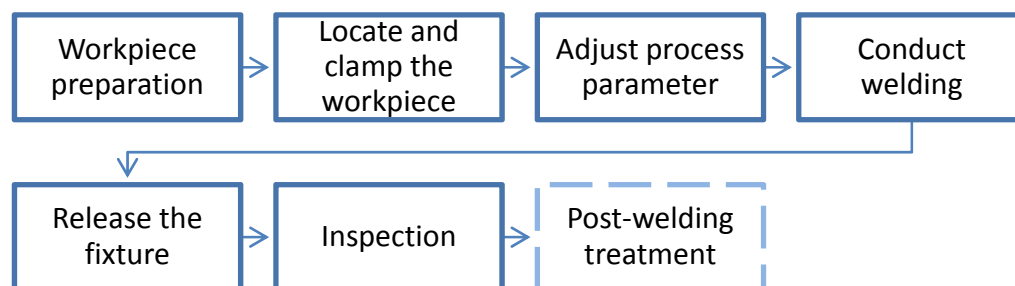 Workpiece
preparation
Locate and
clamp the
workpiece
Adjust process
parameter
Conduct
welding
Release the
fixture
Inspection
Post-welding
treatment